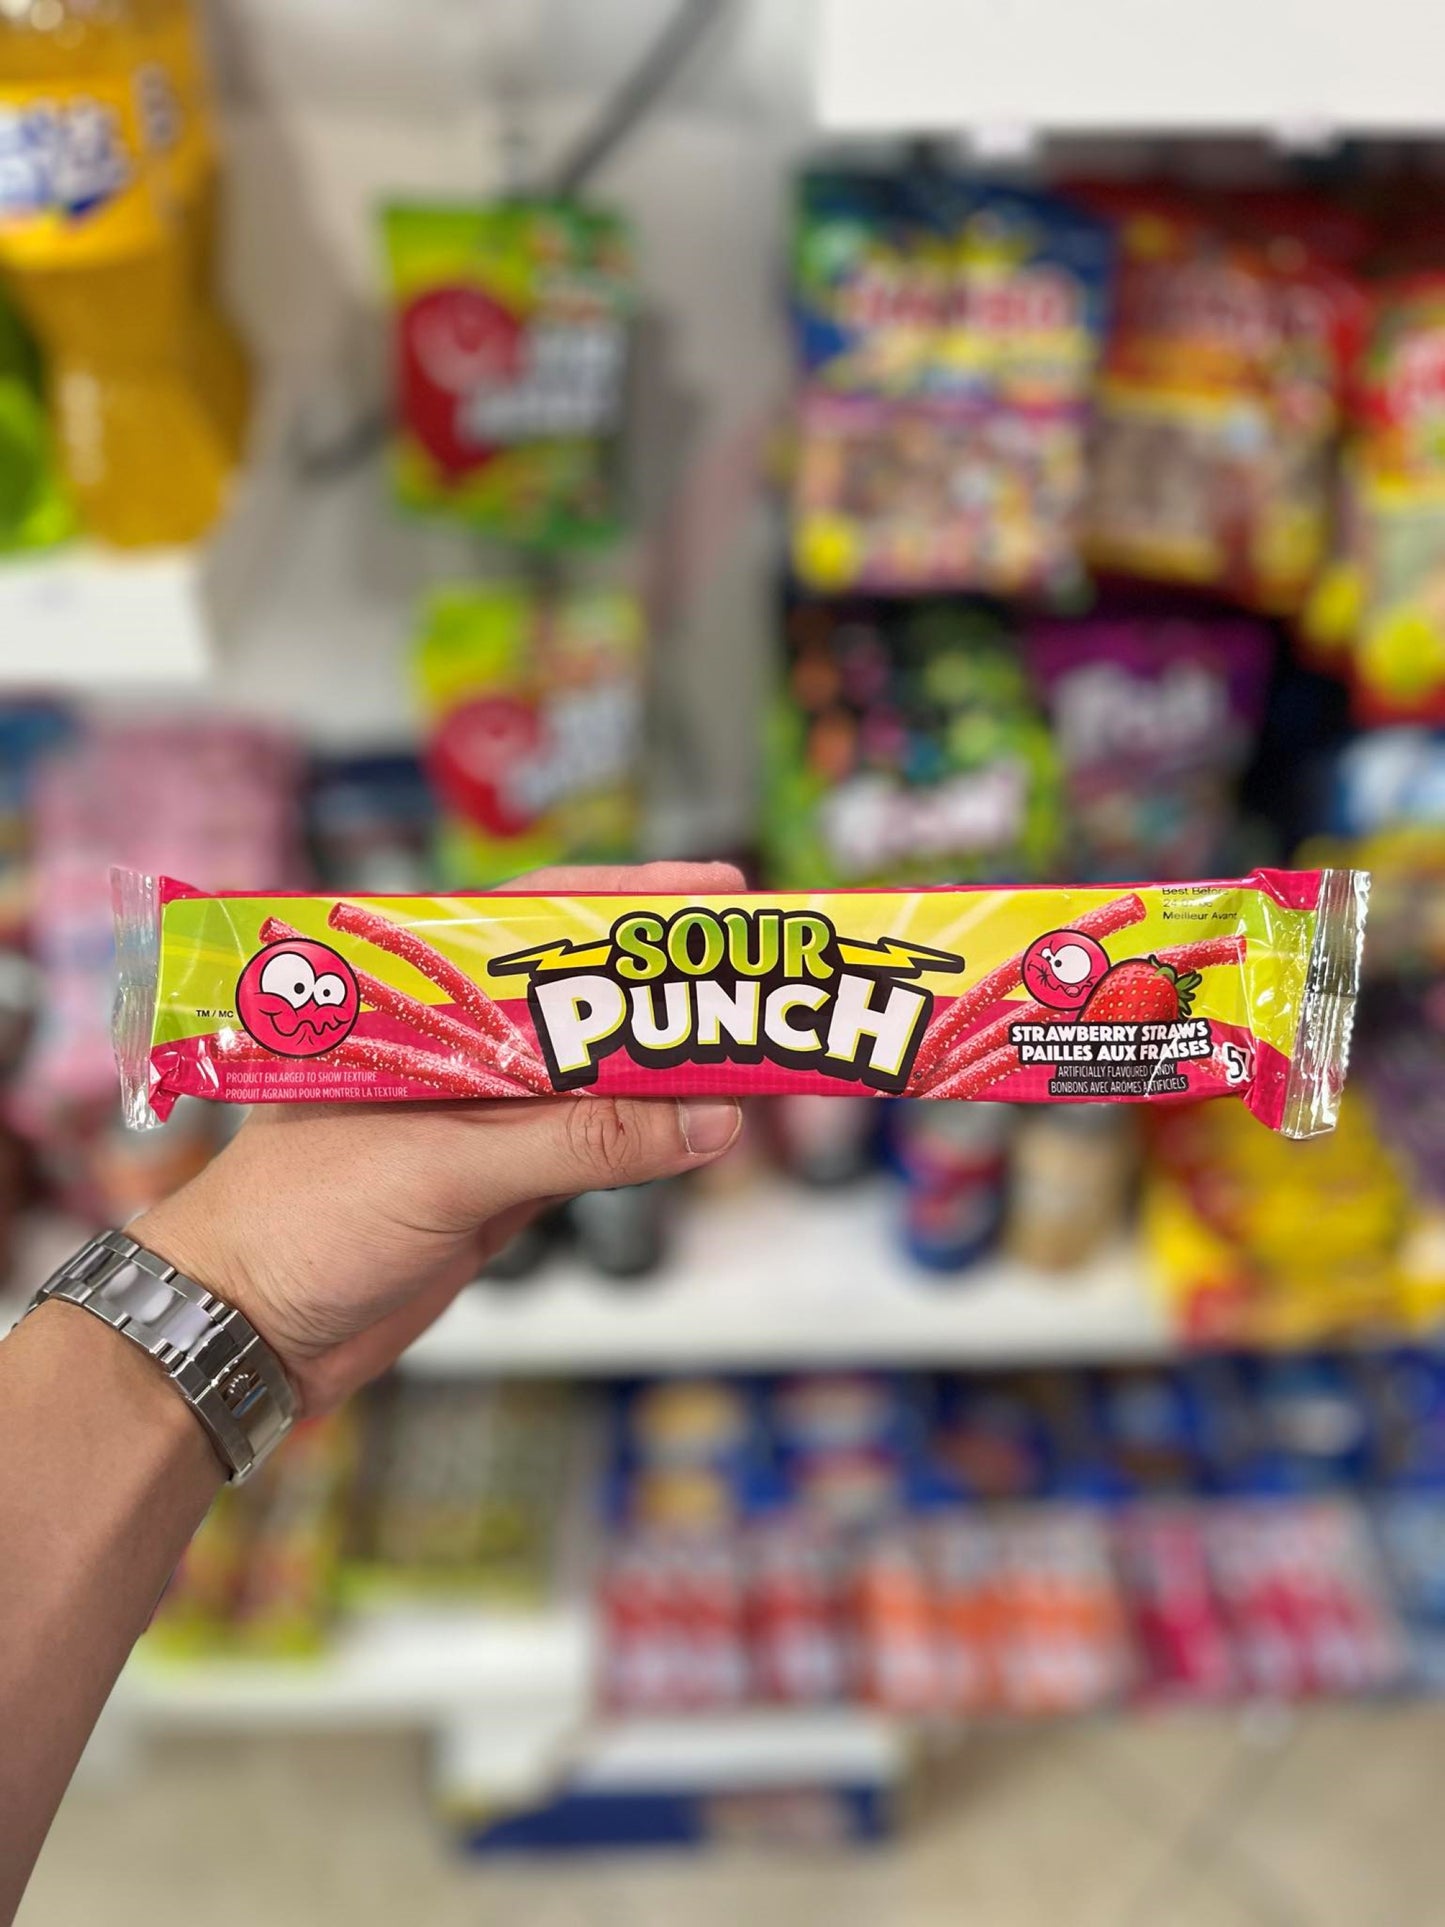 SOUR
PUNCH
TM / MC
PRODUCT ENLARGED TO SHOW TEXTURE
PRODUIT AGRANDI POUR MONTRER LA TEXTURE
Best Before
Meilleur Avant
STRAWBERRY STRAWS
PAILLES AUX FRAISES
ARTIFICIALLY FLAVOURED CANDY
BONBONS AVEC ARÔMES ARTIFICIELS
57